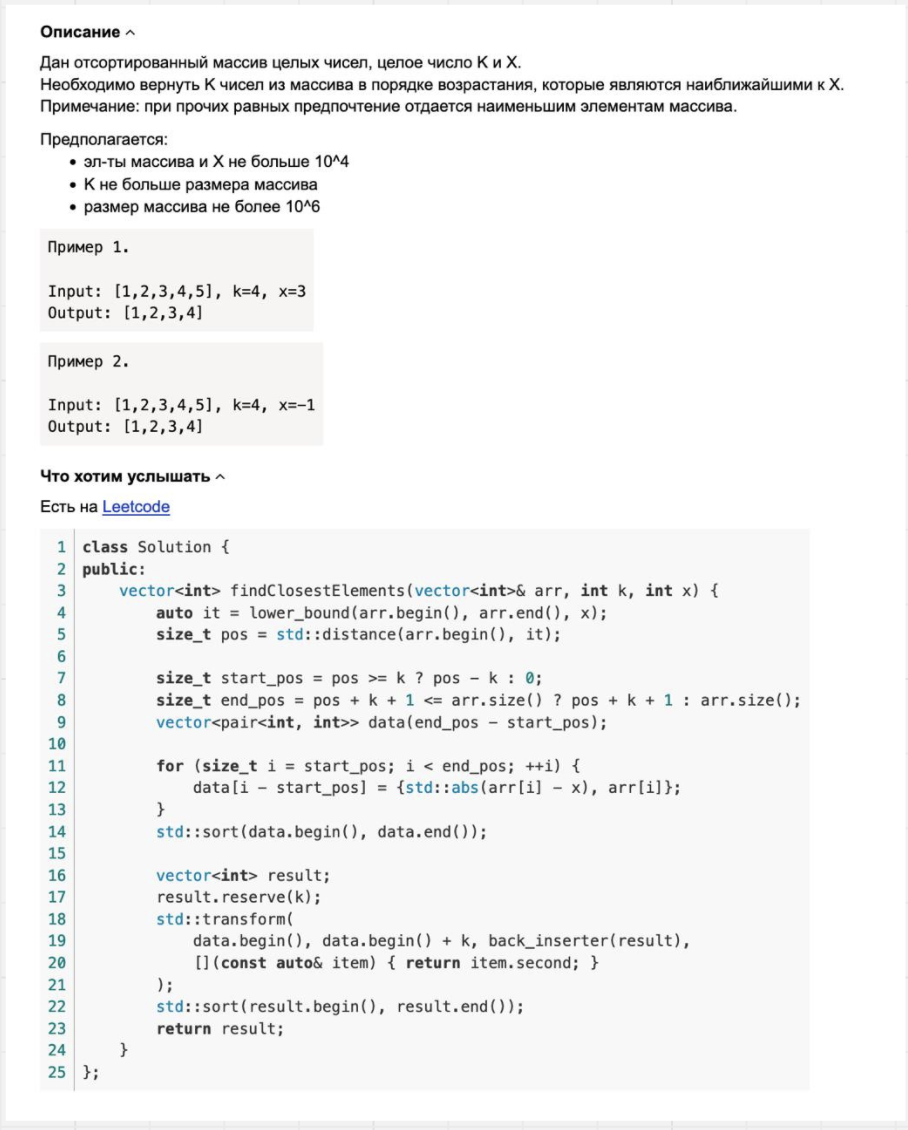 Описание ^
Дан отсортированный массив целых чисел, целое число K и X.
Необходимо вернуть K чисел из массива в порядке возрастания, которые являются наиближайшими к X.
Примечание: при прочих равных предпочтение отдается наименьшим элементам массива.
Предполагается:
• эл-ты массива и X не больше 10^4
• K не больше размера массива
• размер массива не более 10^6
Пример 1.
Input: [1,2,3,4,5], k=4, x=3
Output: [1,2,3,4]
Пример 2.
Input: [1,2,3,4,5], k=4, x=-1
Output: [1,2,3,4]
Что хотим услышать ^
Есть на Leetcode
1 class Solution {
2 public:
3     vector<int> findClosestElements(vector<int>& arr, int k, int x) {
4         auto it = lower_bound(arr.begin(), arr.end(), x);
5         size_t pos = std::distance(arr.begin(), it);
6
7         size_t start_pos = pos >= k ? pos - k : 0;
8         size_t end_pos = pos + k + 1 <= arr.size() ? pos + k + 1 : arr.size();
9         vector<pair<int, int>> data(end_pos - start_pos);
10
11         for (size_t i = start_pos; i < end_pos; ++i) {
12             data[i - start_pos] = {std::abs(arr[i] - x), arr[i]};
13         }
14         std::sort(data.begin(), data.end());
15
16         vector<int> result;
17         result.reserve(k);
18         std::transform(
19             data.begin(), data.begin() + k, back_inserter(result),
20             [](const auto& item) { return item.second; }
21         );
22         std::sort(result.begin(), result.end());
23         return result;
24     }
25 };